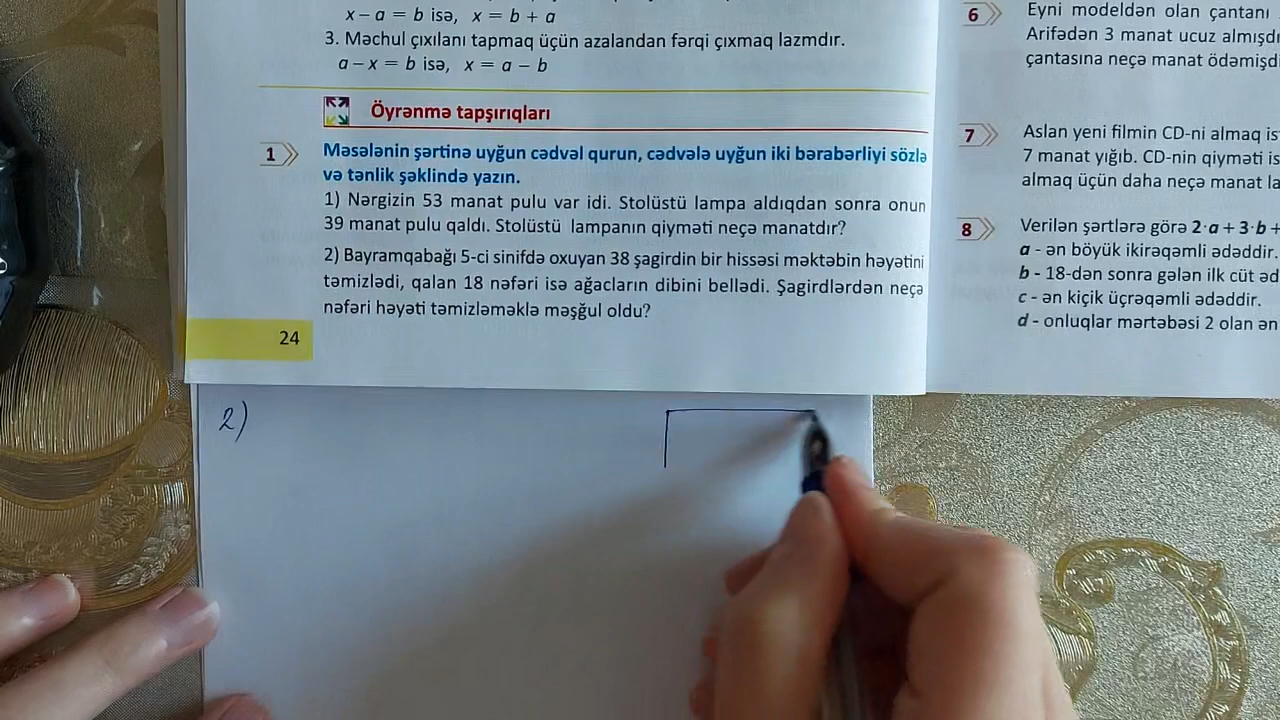 x − a = b isə, x = b + a
3. Məchul çıxılanı tapmaq üçün azalandan fərqi çıxmaq lazımdır.
a − x = b isə, x = a − b
Öyrənmə tapşırıqları
1 Məsələnin şərtinə uyğun cədvəl qurun, cədvələ uyğun iki bərabərliyi sözlə
və tənlik şəklində yazın.
1) Nərgizin 53 manat pulu var idi. Stolüstü lampa aldıqdan sonra onun
39 manat pulu qaldı. Stolüstü lampanın qiyməti neçə manatdır?
2) Bayramqabağı 5-ci sinifdə oxuyan 38 şagirdin bir hissəsi məktəbin həyətini
təmizlədi, qalan 18 nəfəri isə ağacların dibini bellədi. Şagirdlərdən neçə
nəfəri həyəti təmizləməklə məşğul oldu?
24
6 Eyni modeldən olan çantanı
Arifədən 3 manat ucuz almışdı
çantasına neçə manat ödəmişd
7 Aslan yeni filmin CD-ni almaq is
7 manat yığıb. CD-nin qiyməti is
almaq üçün daha neçə manat la
8 Verilən şərtlərə görə 2·a + 3·b +
a - ən böyük ikirəqəmli ədəddir.
b - 18-dən sonra gələn ilk cüt əd
c - ən kiçik üçrəqəmli ədəddir.
d - onluqlar mərtəbəsi 2 olan ən
2)